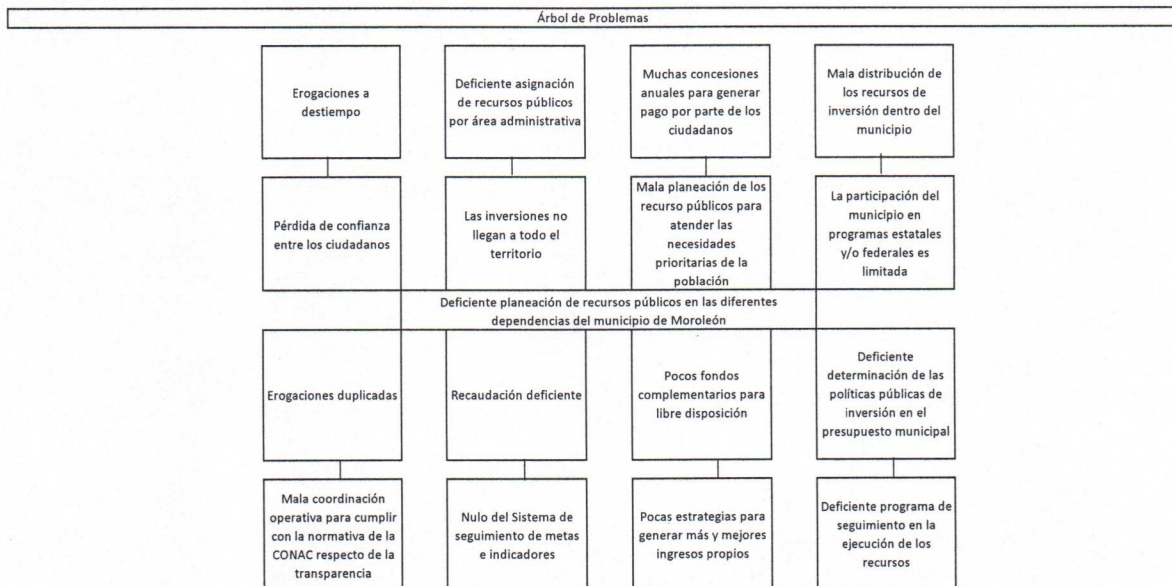 Árbol de Problemas
Erogaciones a
destiempo
Deficiente asignación
de recursos públicos
por área administrativa
Muchas concesiones
anuales para generar
pago por parte de los
ciudadanos
Mala distribución de
los recursos de
inversión dentro del
municipio
Pérdida de confianza
entre los ciudadanos
Las inversiones no
llegan a todo el
territorio
Mala planeación de los
recurso públicos para
atender las
necesidades
prioritarias de la
población
La participación del
municipio en
programas estatales
y/o federales es
limitada
Deficiente planeación de recursos públicos en las diferentes
dependencias del municipio de Moroleón
Erogaciones duplicadas
Recaudación deficiente
Pocos fondos
complementarios para
libre disposición
Deficiente
determinación de las
políticas públicas de
inversión en el
presupuesto municipal
Mala coordinación
operativa para cumplir
con la normativa de la
CONAC respecto de la
transparencia
Nulo del Sistema de
seguimiento de metas
e indicadores
Pocas estrategias para
generar más y mejores
ingresos propios
Deficiente programa de
seguimiento en la
ejecución de los
recursos